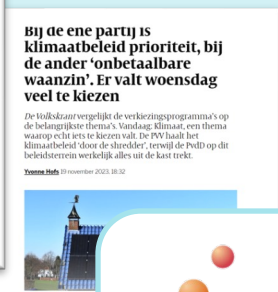 Bij de ene partij is
klimaatbeleid prioriteit, bij
de ander ‘onbetaalbare
waanzin’. Er valt woensdag
veel te kiezen
De Volkskrant vergelijkt de verkiezingsprogramma’s op
de belangrijkste thema’s. Vandaag: Klimaat, een thema
waarop echt iets te kiezen valt. De PVV haalt het
klimaatbeleid ‘door de shredder’, terwijl de PvdD op dit
beleidsterrein werkelijk alles uit de kast trekt.
Yvonne Hofs 19 november 2023, 18:32